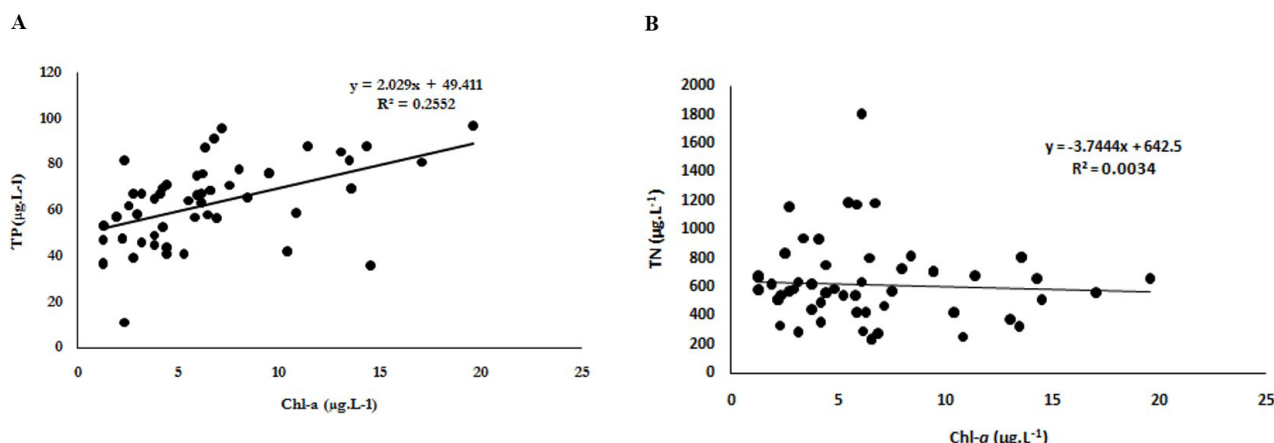 A
120
100
80
60
40
20
0
TP(µg.L-l)
y = 2.029x + 49.411
R² = 0.2552
0 5 10 15 20 25
Chl-a (µg.L-1)
B
2000
1800
1600
1400
1200
1000
800
600
400
200
0
TN (µg.L⁻¹)
y = -3.7444x + 642.5
R² = 0.0034
0 5 10 15 20 25
Chl-a (µg.L⁻¹)